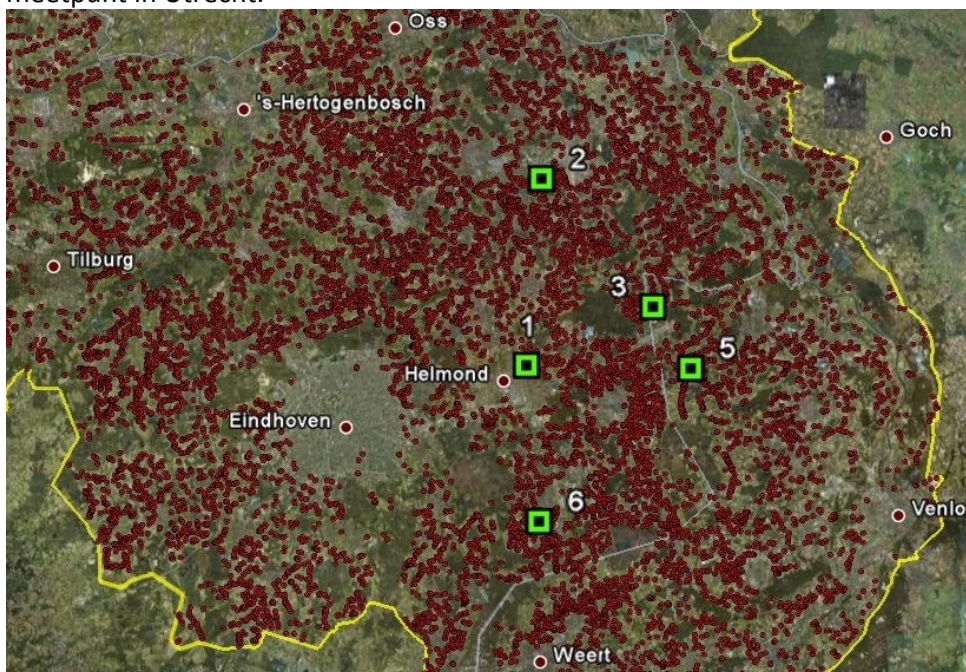 meetpunt in Utrecht.
Oss
's-Hertogenbosch
Goch
2
Tilburg
3
1
5
Helmond
Eindhoven
6
Venlo
Weert